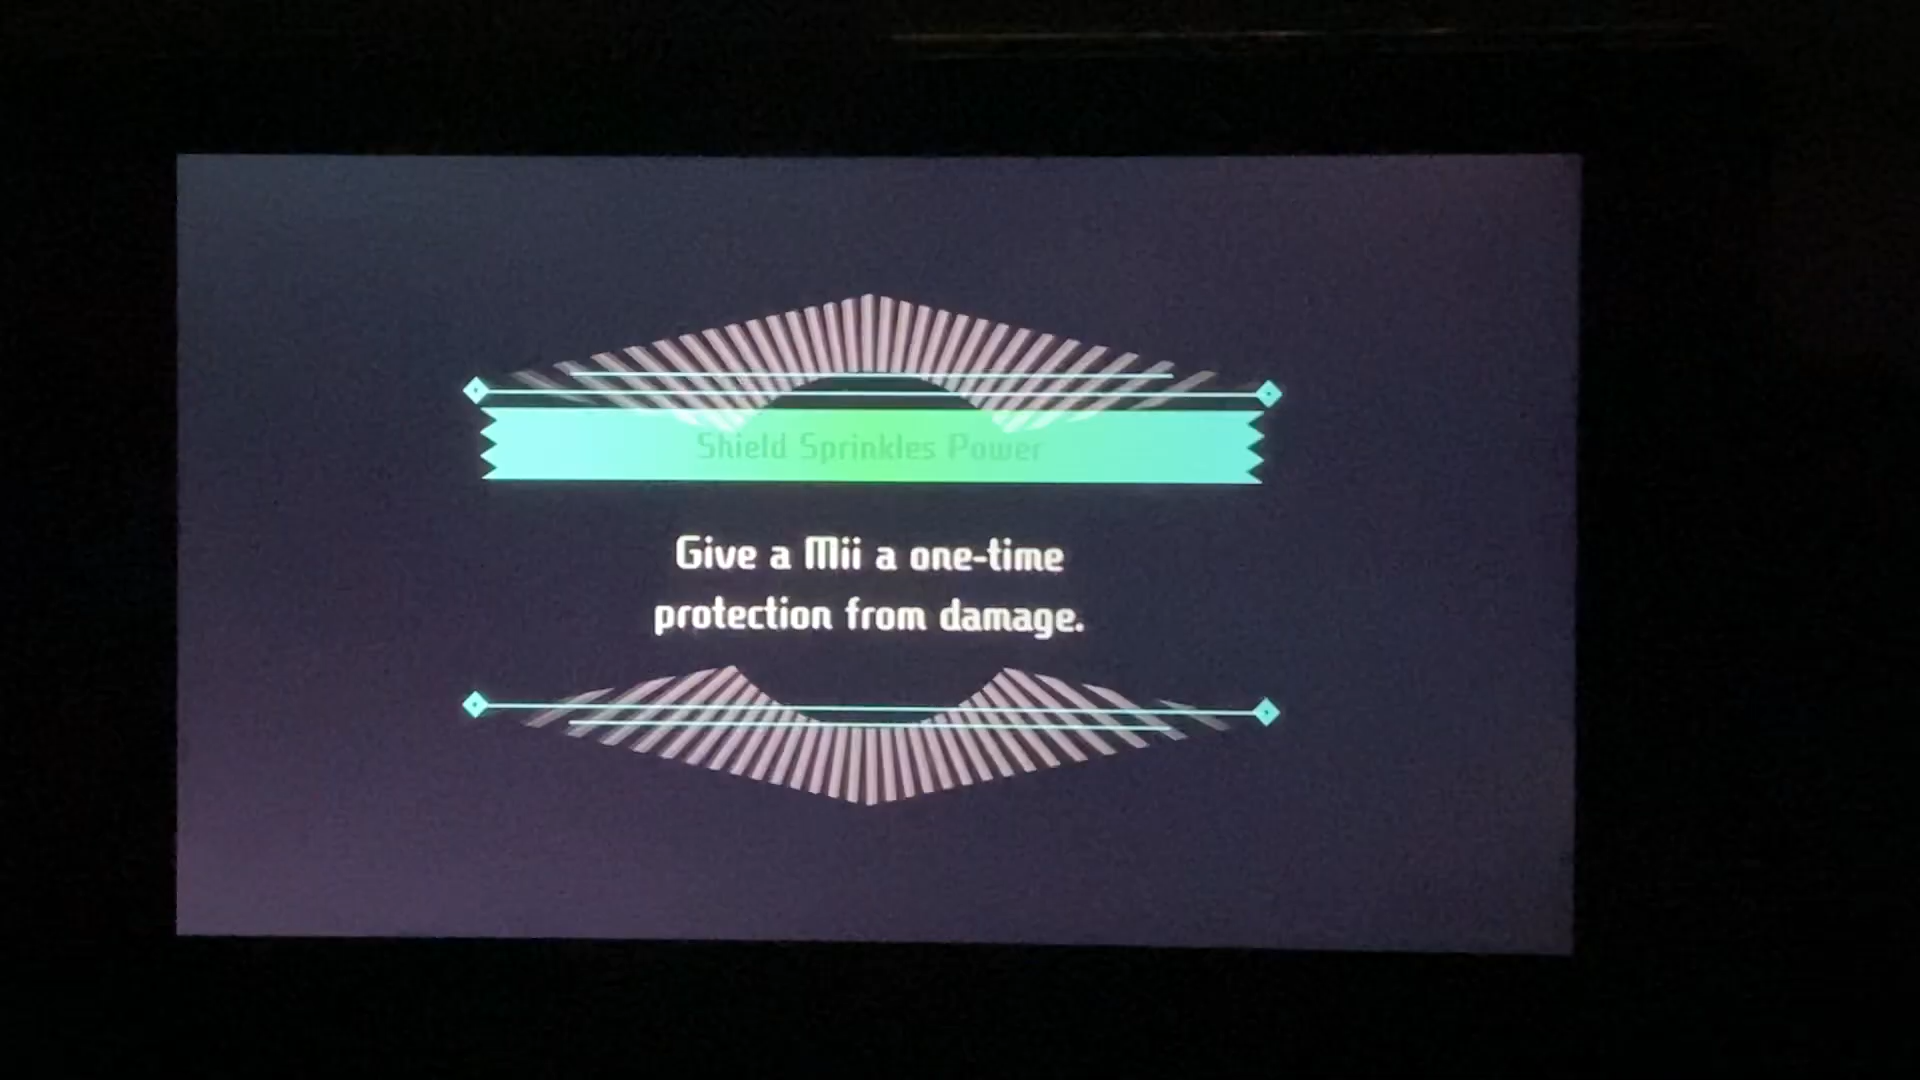 Shield Sprinkles Power
Give a Mii a one-time
protection from damage.